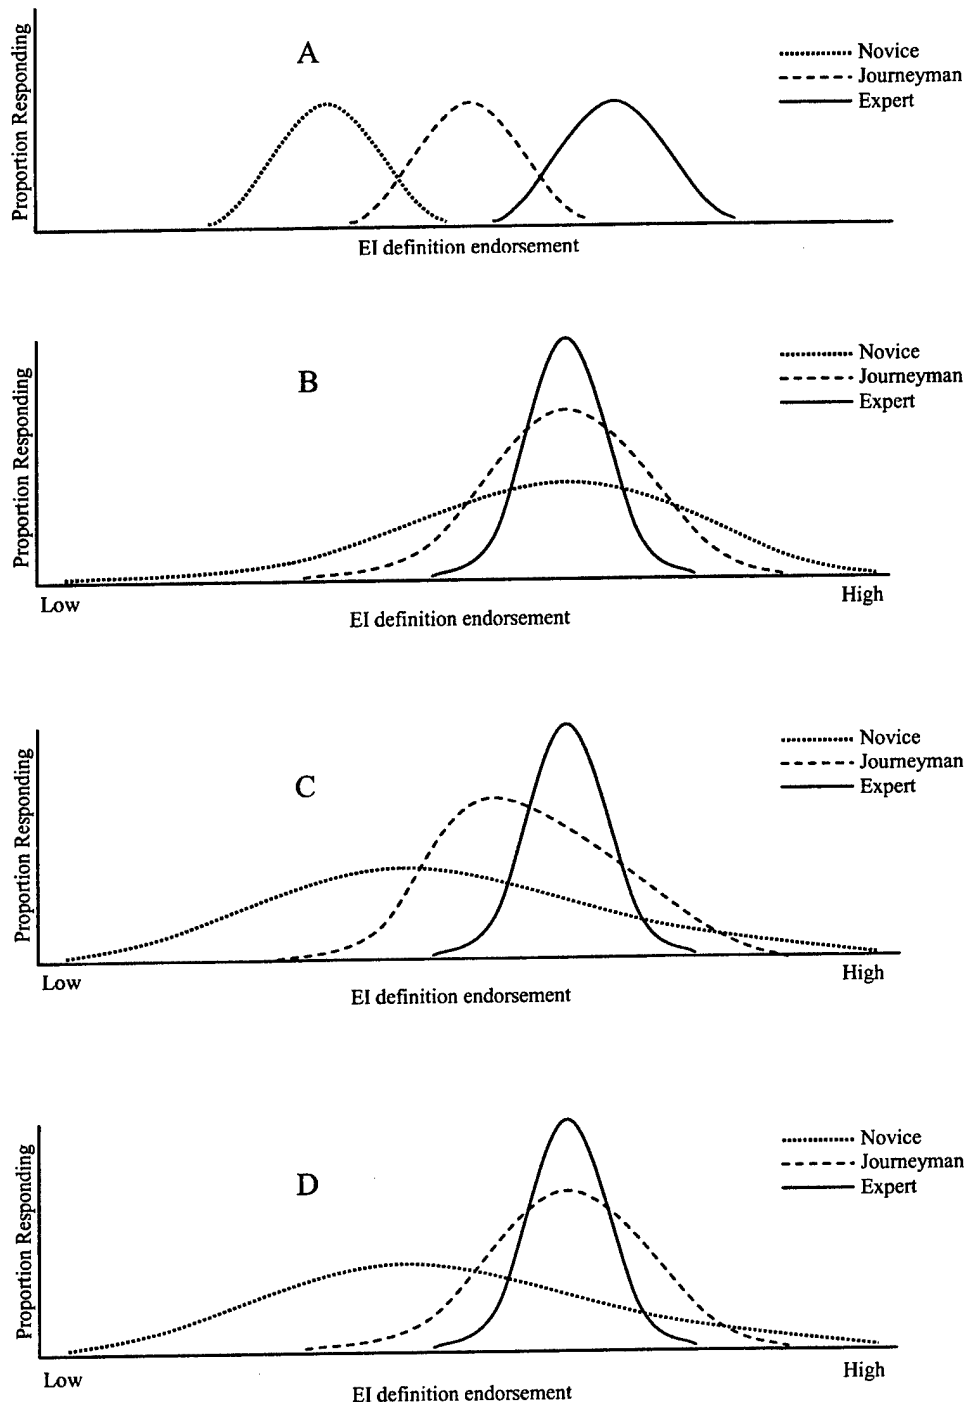 Proportion Responding
A
Novice
Journeyman
Expert
EI definition endorsement
Proportion Responding
B
Novice
Journeyman
Expert
Low
High
EI definition endorsement
Proportion Responding
C
Novice
Journeyman
Expert
Low
High
EI definition endorsement
Proportion Responding
D
Novice
Journeyman
Expert
Low
High
EI definition endorsement